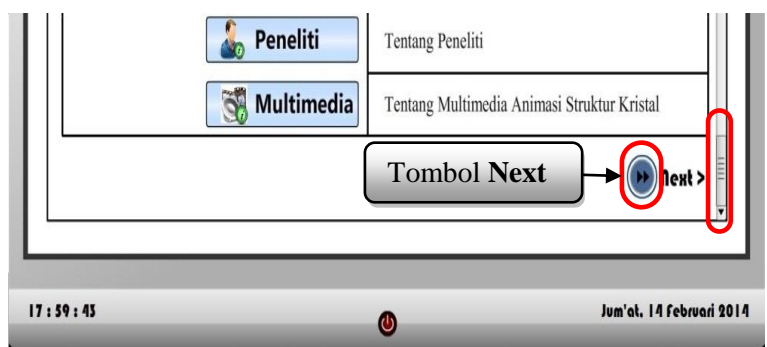 Peneliti Tentang Peneliti
Multimedia Tentang Multimedia Animasi Struktur Kristal
Tombol Next Next >
17 : 59 : 43 Jum'at, 14 Februari 2014